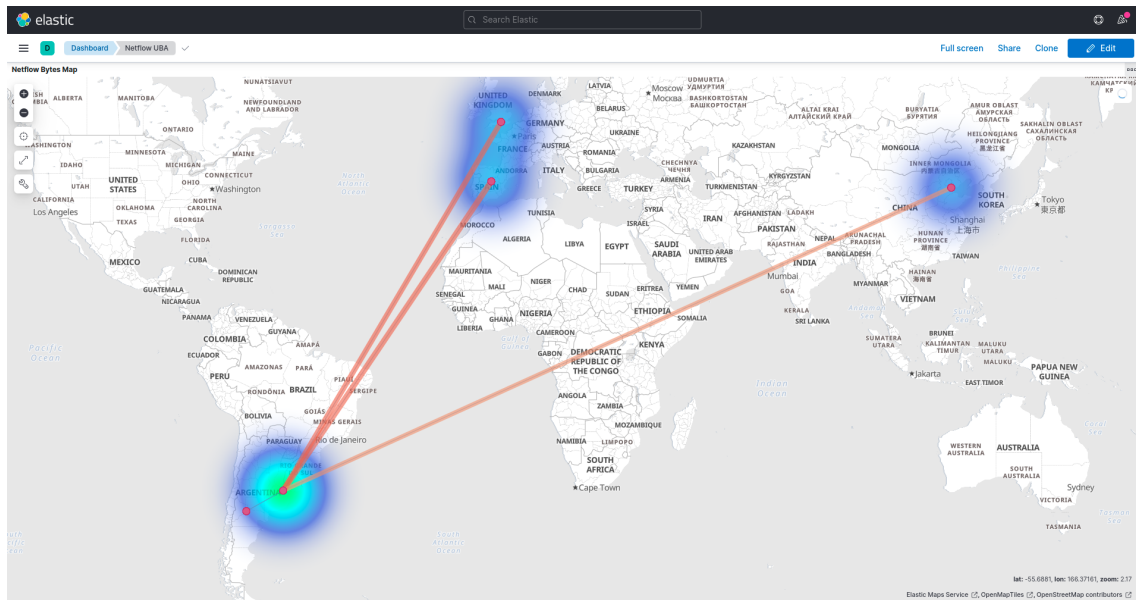 elastic
Search Elastic
D
Dashboard
Netflow UBA
Full screen
Share
Clone
Edit
Netflow Bytes Map
NUNATSIAVUT
ALBERTA
MANITOBA
NEWFOUNDLAND
AND LABRADOR
ONTARIO
MINNESOTA
MAINE
IDAHO
MICHIGAN
CONNECTICUT
UTAH
UNITED
STATES
OHIO
Washington
CALIFORNIA
Los Angeles
OKLAHOMA
NORTH
CAROLINA
TEXAS
GEORGIA
FLORIDA
MEXICO
CUBA
DOMINICAN
REPUBLIC
GUATEMALA
NICARAGUA
PANAMA
VENEZUELA
GUYANA
COLOMBIA
AMAPÁ
ECUADOR
AMAZONAS
PARÁ
PERU
RONDÔNIA
BRAZIL
BOLIVIA
GOIÁS
MINAS GERAIS
PARAGUAY
Rio de Janeiro
North
Atlantic
Ocean
Sargasso
Sea
Pacific
Ocean
South
Atlantic
Ocean
UNITED
KINGDOM
DENMARK
LATVIA
Moscow
Москва
UDMURTIA
УДМУРТИЯ
BASHKORTOSTAN
БАШКОРТОСТАН
BELARUS
GERMANY
Paris
FRANCE
AUSTRIA
UKRAINE
ROMANIA
ANDORRA
ITALY
BULGARIA
CHECHNYA
ЧЕЧНЯ
ARMENIA
GREECE
TURKEY
TURKMENISTAN
KAZAKHSTAN
KYRGYZSTAN
ALTAI KRAI
АЛТАЙСКИЙ КРАЙ
BURYATIA
БУРЯТИЯ
AMUR OBLAST
АМУРСКАЯ
ОБЛАСТЬ
SAKHALIN OBLAST
САХАЛИНСКАЯ
ОБЛАСТЬ
HEILONGJIANG
PROVINCE
黑龙江省
MONGOLIA
INNER MONGOLIA
内蒙古自治区
CHINA
SOUTH
KOREA
Tokyo
東京都
Shanghai
上海市
MOROCCO
TUNISIA
ALGERIA
LIBYA
EGYPT
ISRAEL
SYRIA
IRAN
SAUDI
ARABIA
UNITED ARAB
EMIRATES
AFGHANISTAN
LADAKH
PAKISTAN
RAJASTHAN
NEPAL
ARUNACHAL
PRADESH
BANGLADESH
INDIA
Mumbai
GOA
KERALA
SRI LANKA
HUNAN
PROVINCE
湖南省
TAIWAN
HAINAN
海南省
MYANMAR
VIETNAM
MAURITANIA
MALI
NIGER
CHAD
SUDAN
ERITREA
YEMEN
SENEGAL
GUINEA
GHANA
NIGERIA
LIBERIA
ETHIOPIA
SOMALIA
CAMEROON
GABON
DEMOCRATIC
REPUBLIC OF
THE CONGO
KENYA
ANGOLA
ZAMBIA
MOZAMBIQUE
NAMIBIA
LIMPOPO
SOUTH
AFRICA
Cape Town
Indian
Ocean
SUMATERA
UTARA
BRUNEI
KALIMANTAN
TIMUR
MALUKU
UTARA
MALUKU
Jakarta
EAST TIMOR
PAPUA NEW
GUINEA
WESTERN
AUSTRALIA
AUSTRALIA
SOUTH
AUSTRALIA
Sydney
VICTORIA
TASMANIA
lat: -55.6881, lon: 166.37161, zoom: 2.17
Elastic Maps Service, OpenMapTiles, OpenStreetMap contributors